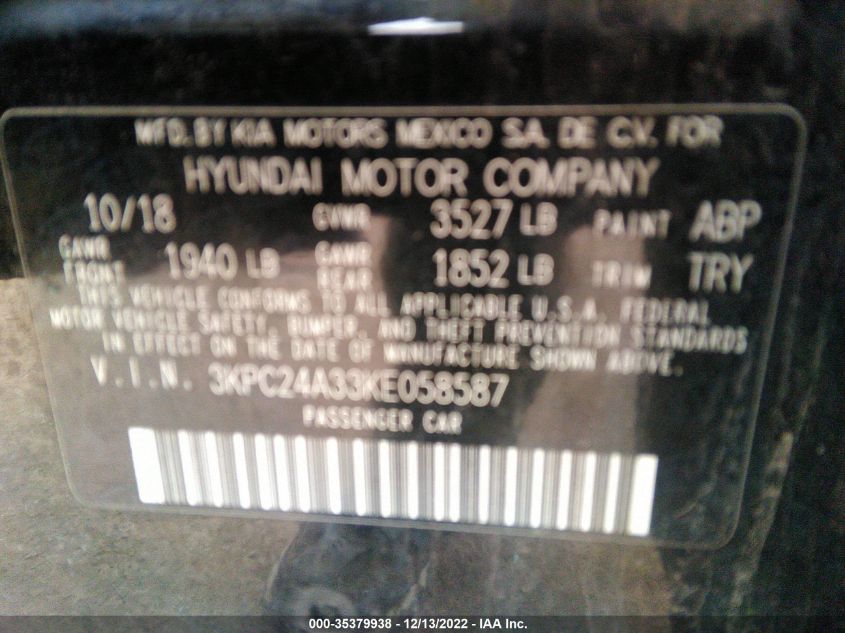 MFD. BY KIA MOTORS MEXICO S.A. DE C.V. FOR
HYUNDAI MOTOR COMPANY
10/18 GVWR 3527 LB PAINT ABP
GAWR FRONT 1940 LB GAWR REAR 1852 LB TRIM TRY
THIS VEHICLE CONFORMS TO ALL APPLICABLE U.S.A. FEDERAL
MOTOR VEHICLE SAFETY, BUMPER, AND THEFT PREVENTION STANDARDS
IN EFFECT ON THE DATE OF MANUFACTURE SHOWN ABOVE.
V.I.N. 3KPC24A33KE058587
PASSENGER CAR
000-35379938 - 12/13/2022 - IAA Inc.